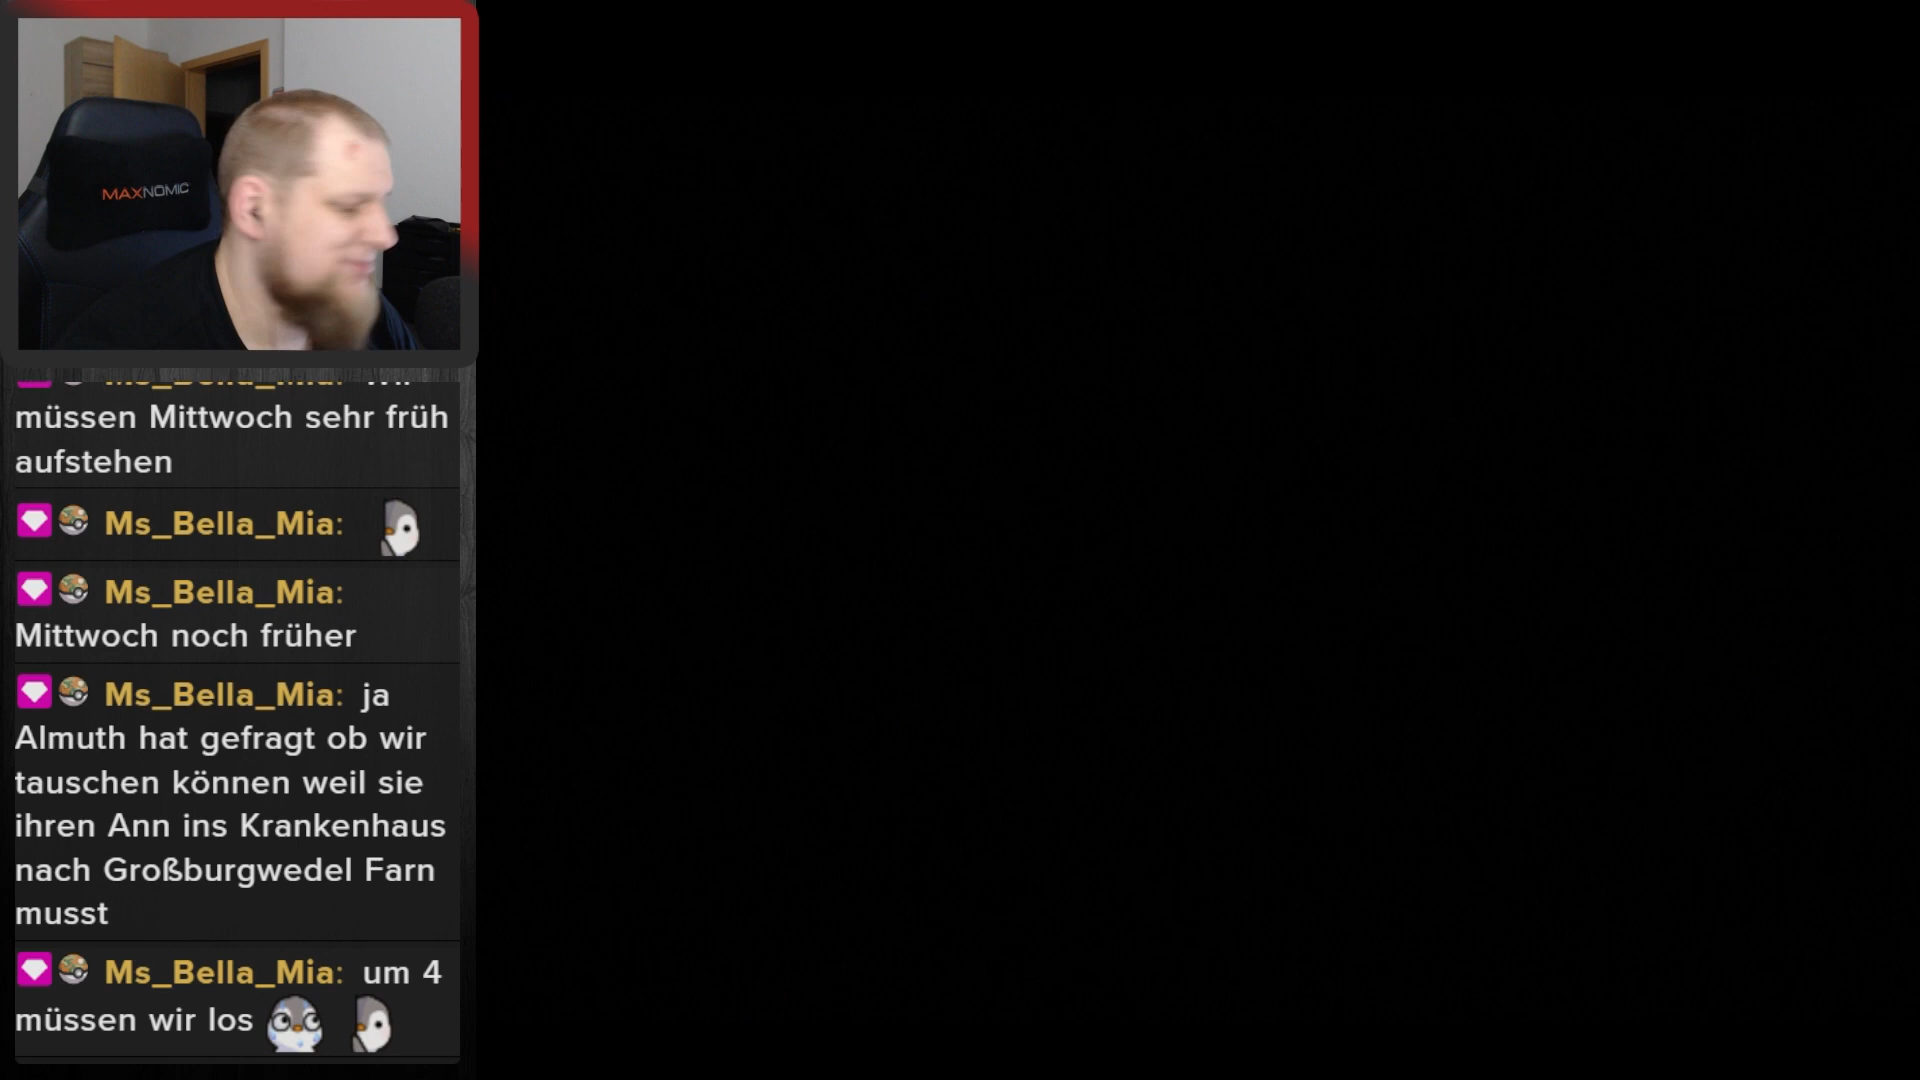 MAXNOMIC
müssen Mittwoch sehr früh
aufstehen
Ms_Bella_Mia:
Ms_Bella_Mia:
Mittwoch noch früher
Ms_Bella_Mia: ja
Almuth hat gefragt ob wir
tauschen können weil sie
ihren Ann ins Krankenhaus
nach Großburgwedel Farn
musst
Ms_Bella_Mia: um 4
müssen wir los